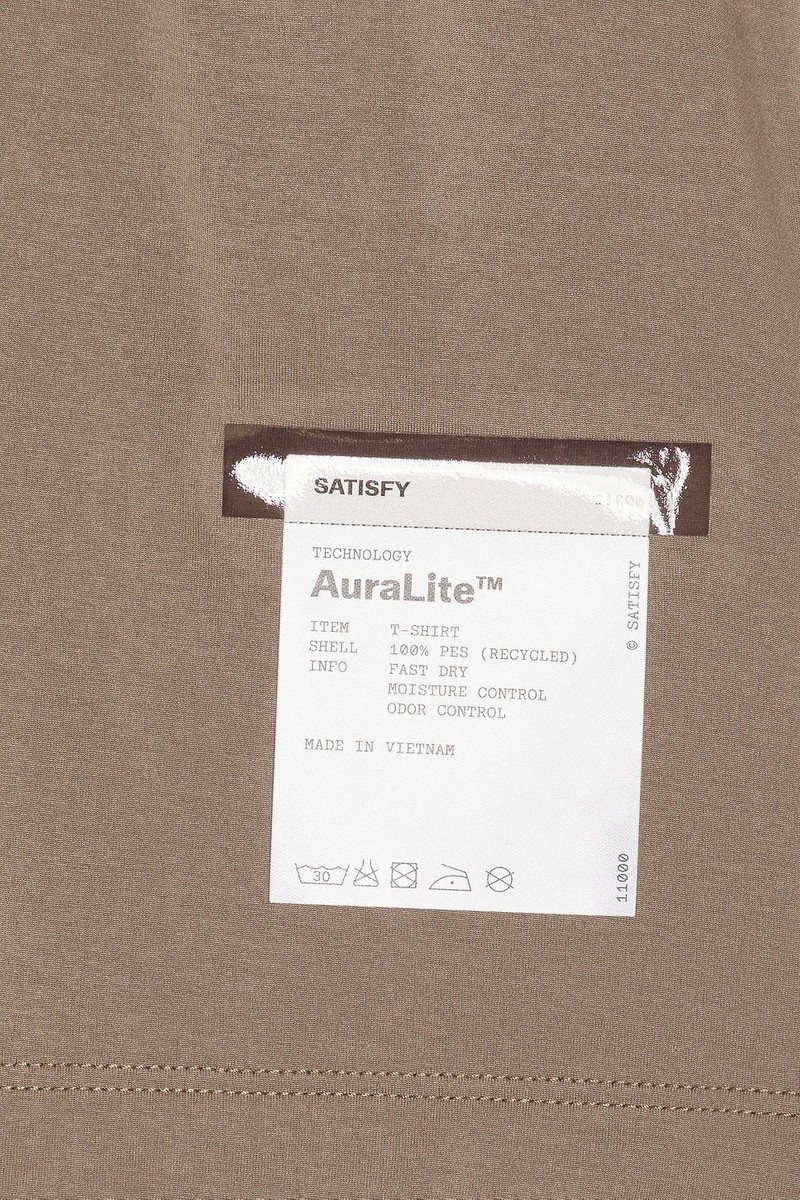 SATISFY
11000
TECHNOLOGY
AuraLite™
ITEM T-SHIRT
SHELL 100% PES (RECYCLED)
INFO FAST DRY
MOISTURE CONTROL
ODOR CONTROL
MADE IN VIETNAM
30
© SATISFY
11000